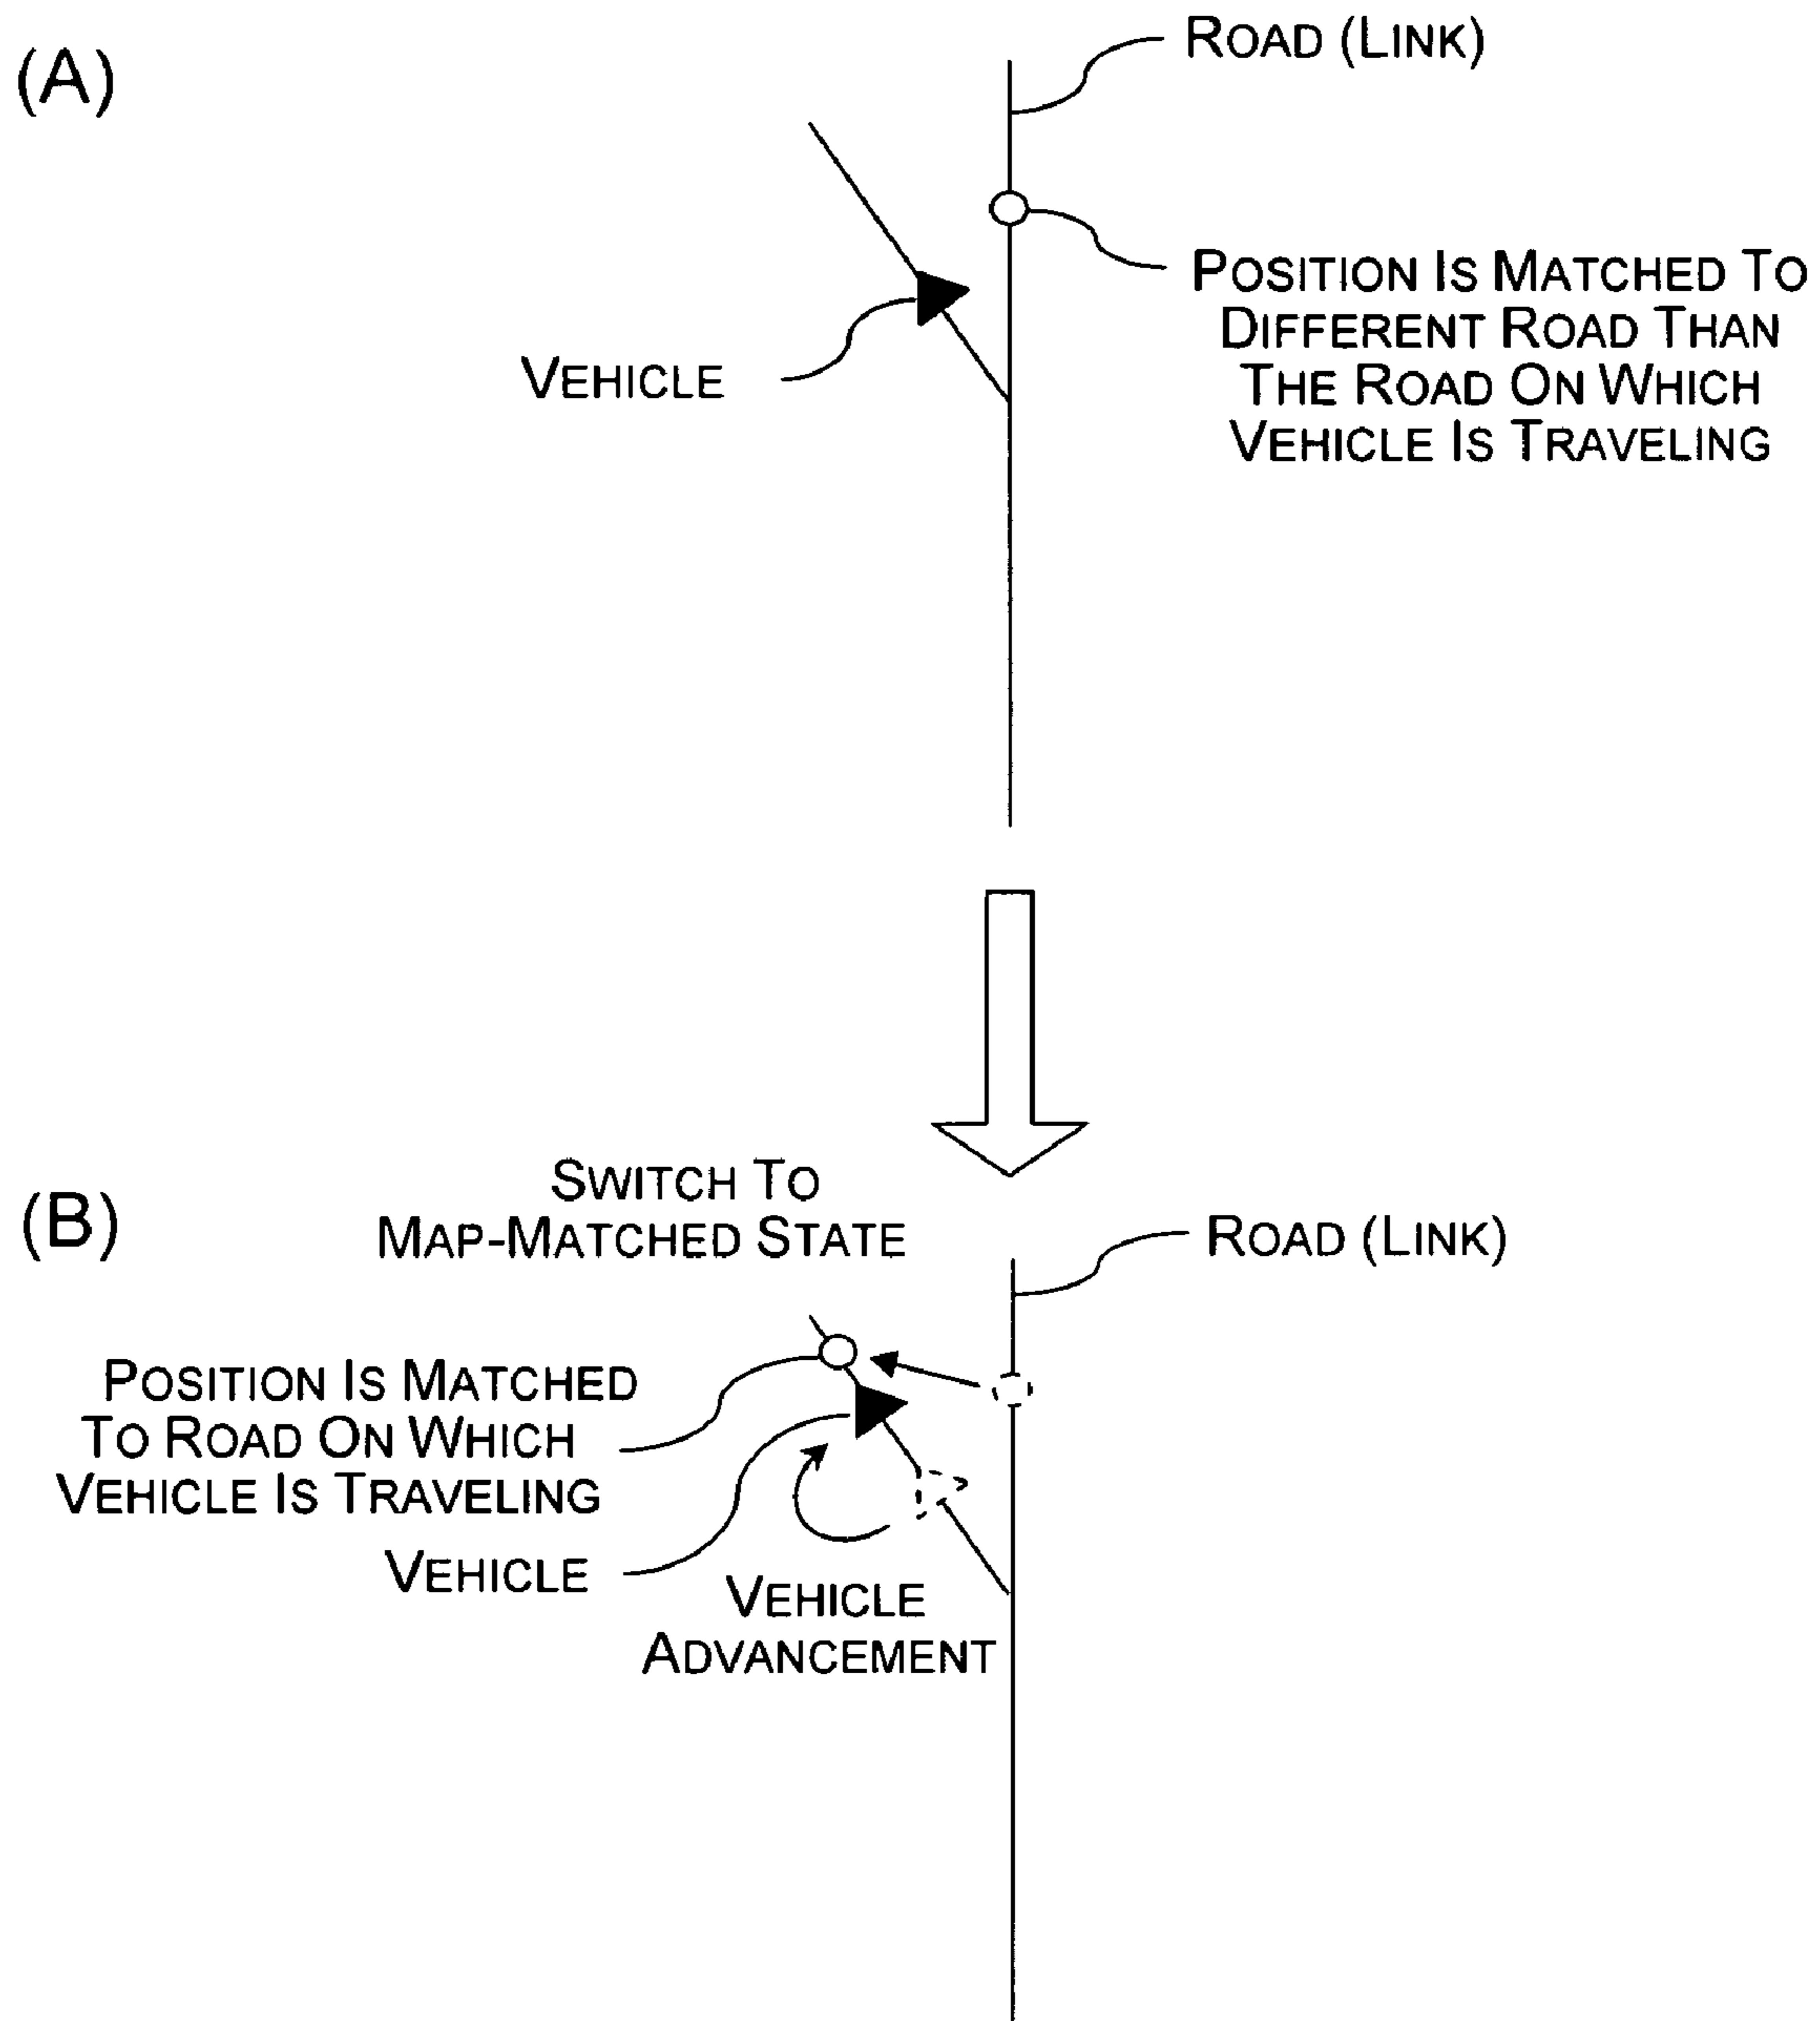 (A)
ROAD (LINK)
POSITION IS MATCHED TO
DIFFERENT ROAD THAN
THE ROAD ON WHICH
VEHICLE IS TRAVELING
VEHICLE
(B)
SWITCH TO
MAP-MATCHED STATE
ROAD (LINK)
POSITION IS MATCHED
TO ROAD ON WHICH
VEHICLE IS TRAVELING
VEHICLE
VEHICLE
ADVANCEMENT